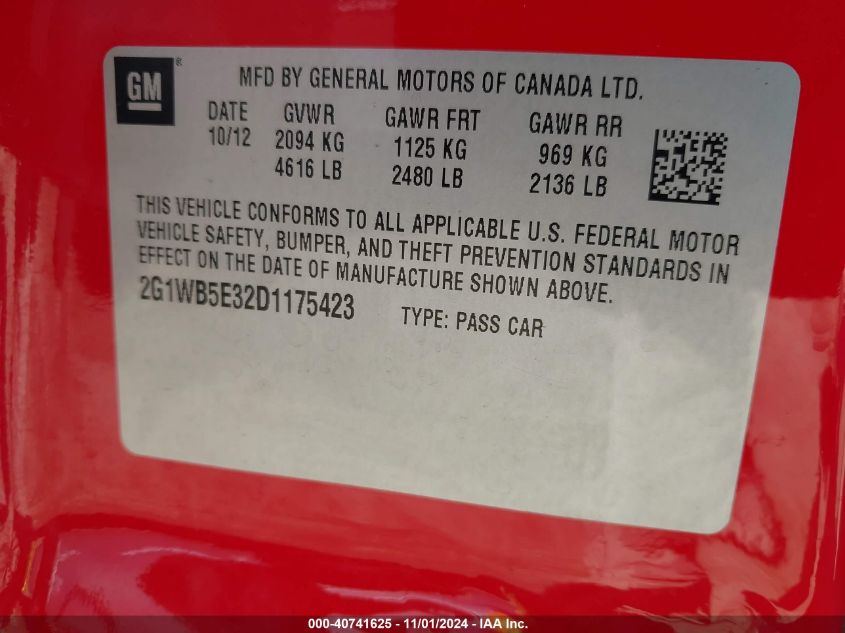 GM
®
MFD BY GENERAL MOTORS OF CANADA LTD.
DATE GVWR GAWR FRT GAWR RR
10/12 2094 KG 1125 KG 969 KG
4616 LB 2480 LB 2136 LB
THIS VEHICLE CONFORMS TO ALL APPLICABLE U.S. FEDERAL MOTOR
VEHICLE SAFETY, BUMPER, AND THEFT PREVENTION STANDARDS IN
EFFECT ON THE DATE OF MANUFACTURE SHOWN ABOVE.
2G1WB5E32D1175423 TYPE: PASS CAR
000-40741625 - 11/01/2024 - IAA Inc.